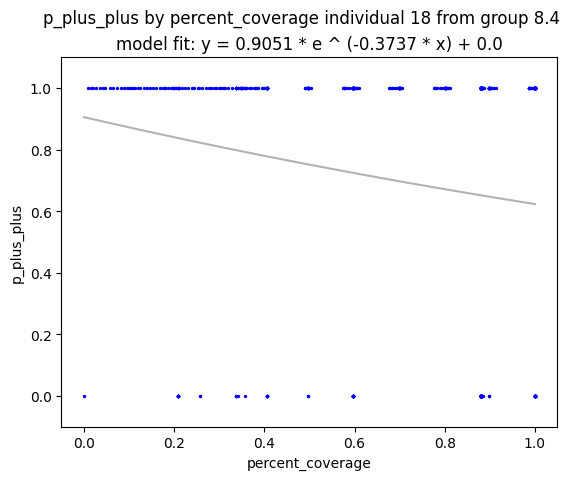 p_plus_plus by percent_coverage individual 18 from group 8.4
model fit: y = 0.9051 * e ^ (-0.3737 * x) + 0.0
1.0
0.8
0.6
0.4
0.2
0.0
p_plus_plus
0.0 0.2 0.4 0.6 0.8 1.0
percent_coverage